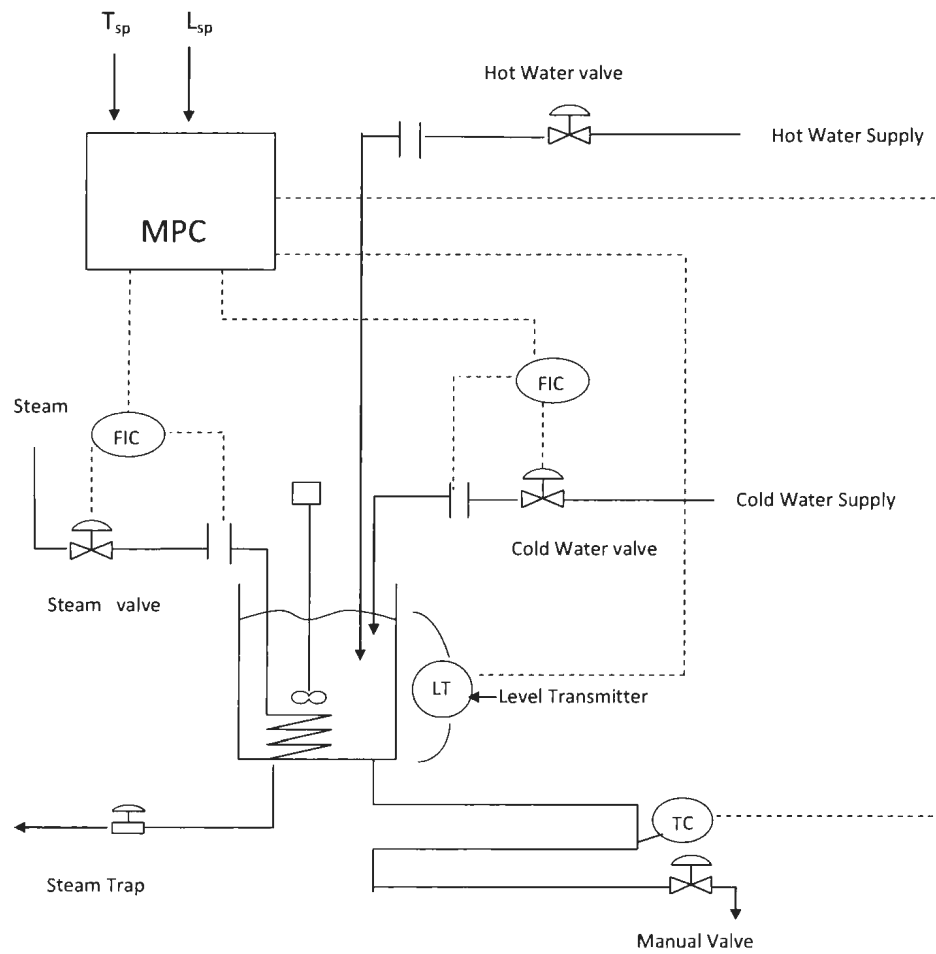 Tsp
Lsp
Hot Water valve
Hot Water Supply
MPC
FIC
Steam
FIC
Cold Water Supply
Cold Water valve
Steam valve
LT
Level Transmitter
TC
Steam Trap
Manual Valve